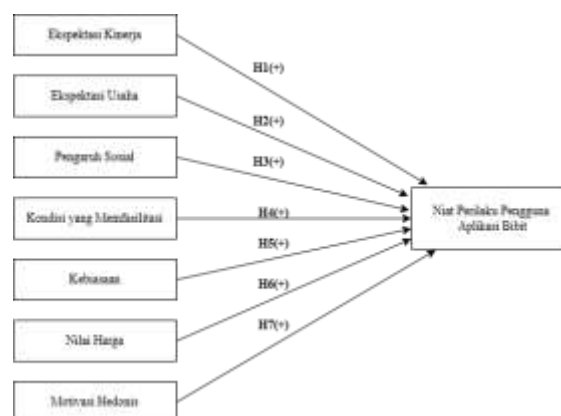 Ekspektasi Kinerja
H1(+)
Ekspektasi Usaha
H2(+)
Pengaruh Sosial
H3(+)
Kondisi yang Memfasilitasi
H4(+)
Niat Perilaku Pengguna
Aplikasi Bibit
H5(+)
Kebiasaan
H6(+)
Nilai Harga
H7(+)
Motivasi Hedonis